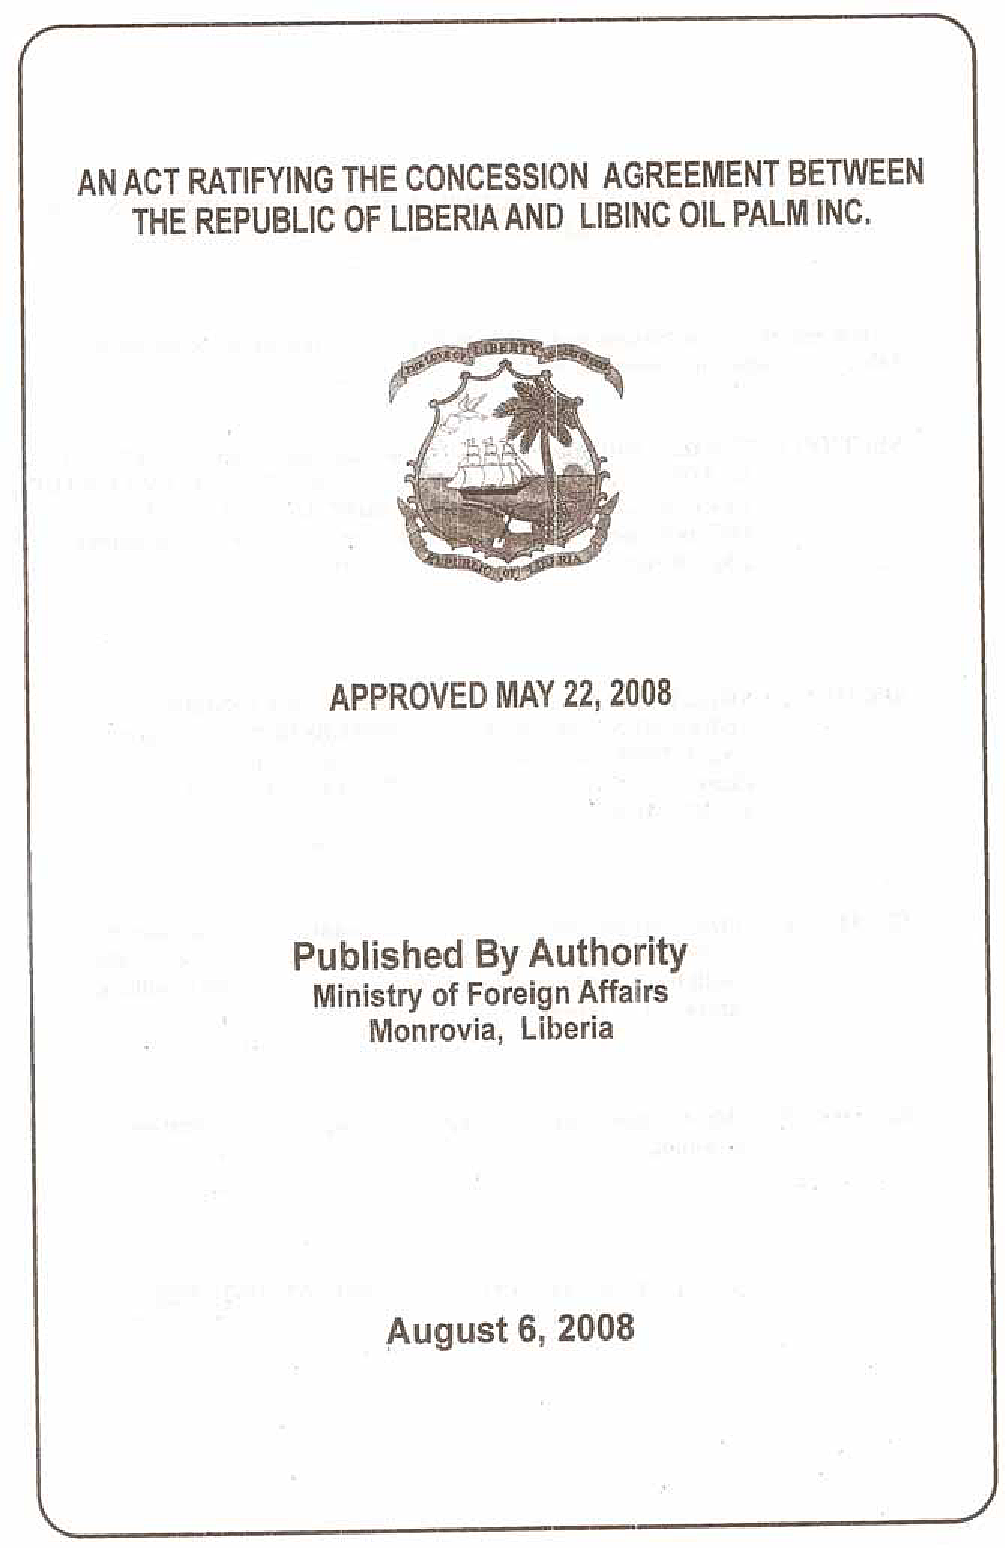 AN ACT RATIFYING THE CONCESSION AGREEMENT BETWEEN
THE REPUBLIC OF LIBERIA AND LIBINC OIL PALM INC.
THE LOVE OF LIBERTY BROUGHT US HERE
REPUBLIC OF LIBERIA
APPROVED MAY 22, 2008
Published By Authority
Ministry of Foreign Affairs
Monrovia, Liberia
August 6, 2008